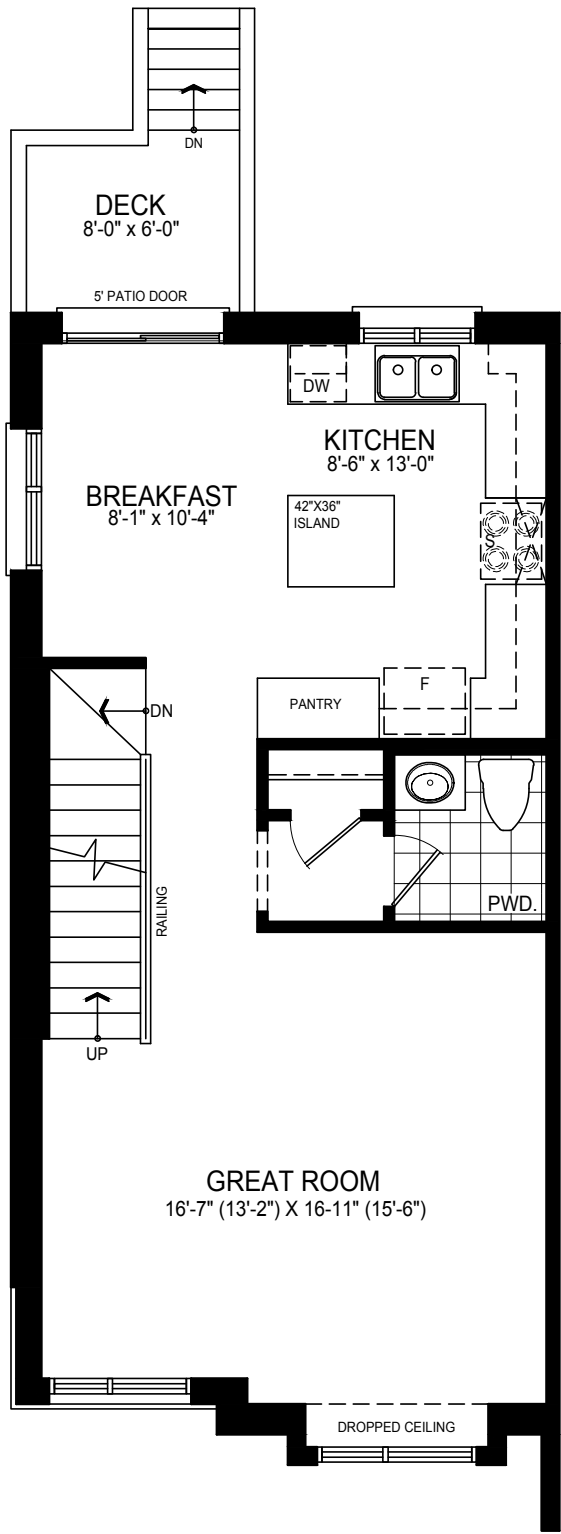 DN
DECK
8'-0" x 6'-0"
5' PATIO DOOR
DW
KITCHEN
8'-6" x 13'-0"
BREAKFAST
8'-1" x 10'-4"
42"X36"
ISLAND
S
F
PANTRY
DN
RAILING
PWD.
UP
GREAT ROOM
16'-7" (13'-2") X 16-11" (15'-6")
DROPPED CEILING